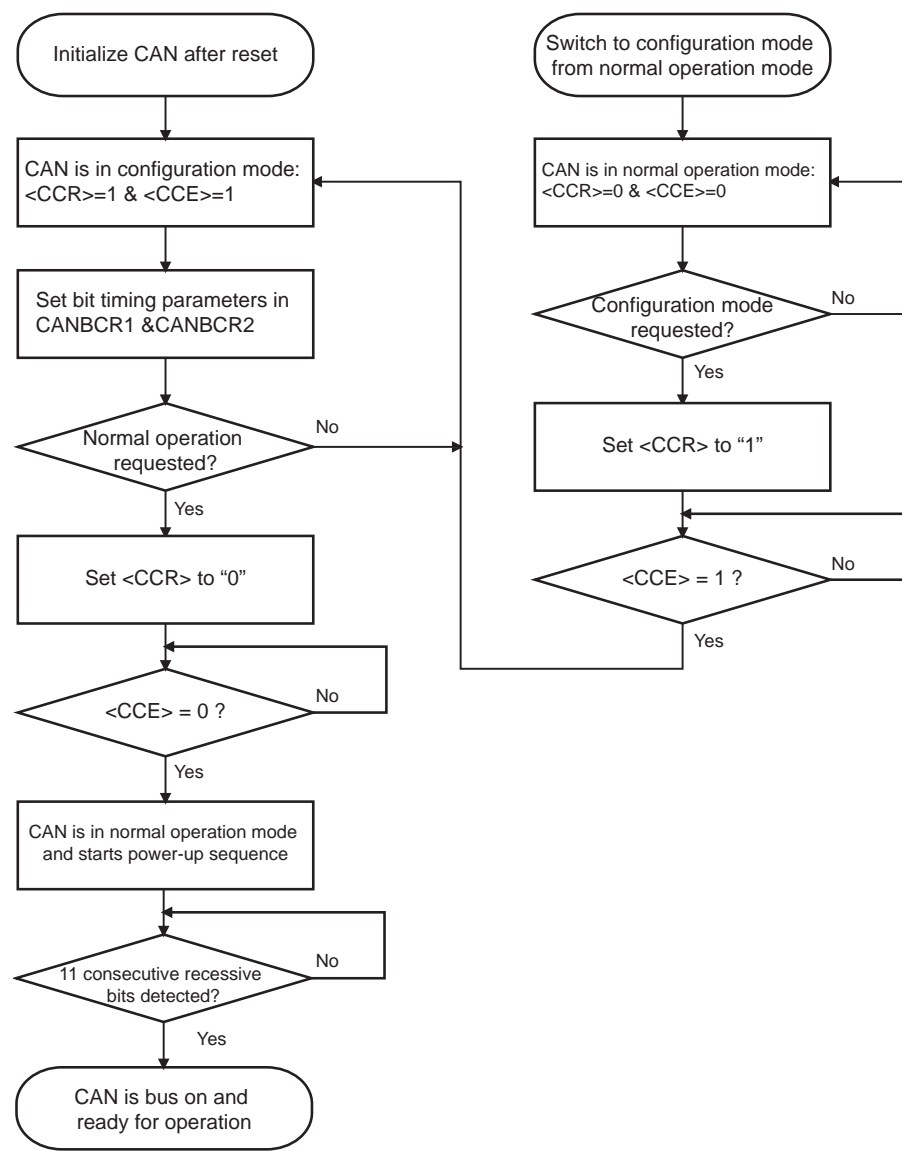 Initialize CAN after reset
CAN is in configuration mode:
<CCR>=1 & <CCE>=1
Set bit timing parameters in
CANBCR1 &CANBCR2
Normal operation
requested?
No
Yes
Set <CCR> to “0”
<CCE> = 0 ?
No
Yes
CAN is in normal operation mode
and starts power-up sequence
11 consecutive recessive
bits detected?
No
Yes
CAN is bus on and
ready for operation
Switch to configuration mode
from normal operation mode
CAN is in normal operation mode:
<CCR>=0 & <CCE>=0
Configuration mode
requested?
No
Yes
Set <CCR> to “1”
<CCE> = 1 ?
No
Yes